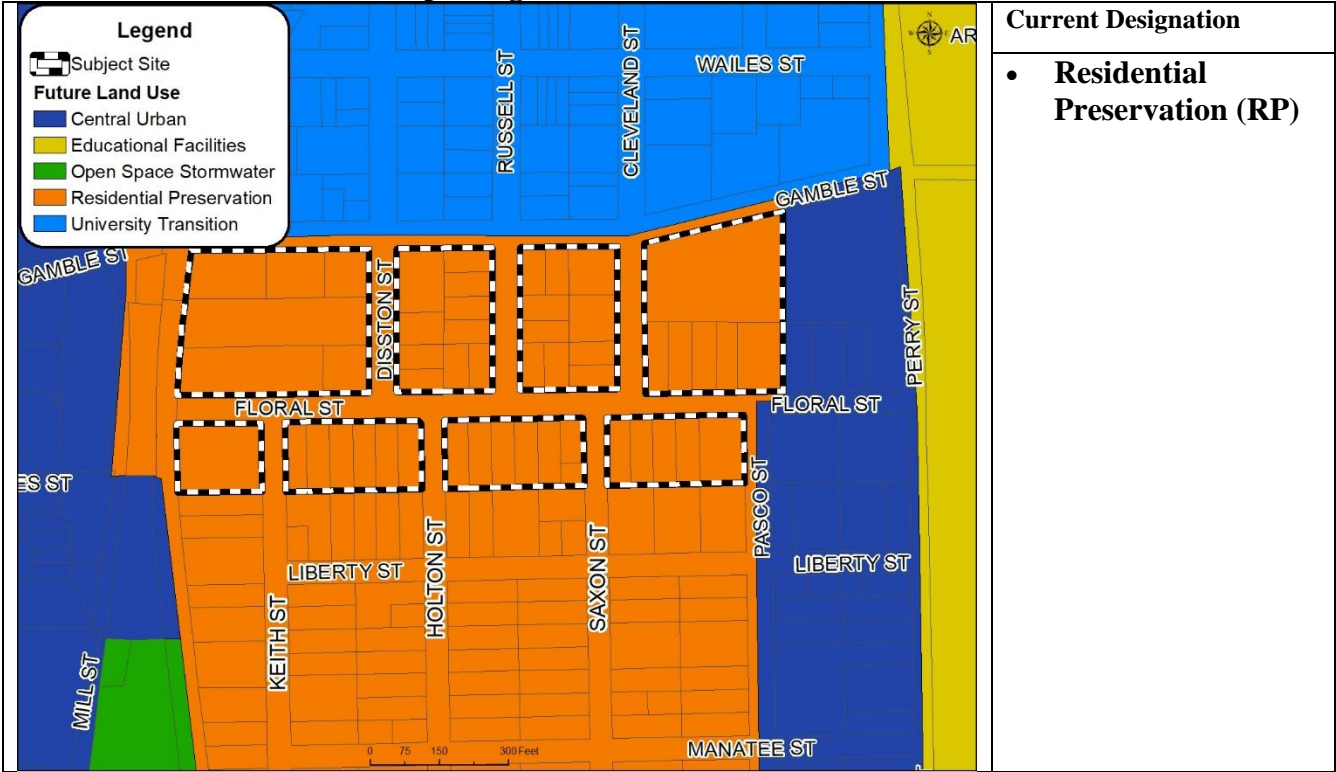 Legend
Subject Site
Future Land Use
Central Urban
Educational Facilities
Open Space Stormwater
Residential Preservation
University Transition
Current Designation
• Residential
Preservation (RP)
N
W
E
S
AR
WAILES ST
RUSSELL ST
CLEVELAND ST
GAMBLE ST
GAMBLE ST
DISSTON ST
PERRY ST
FLORAL ST
FLORAL ST
ES ST
PASCO ST
HOLTON ST
SAXON ST
LIBERTY ST
LIBERTY ST
KEITH ST
MILL ST
0 75 150 300 Feet
MANATEE ST